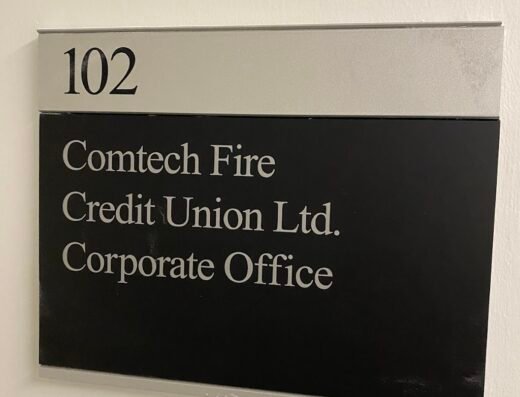 102
Comtech Fire
Credit Union Ltd.
Corporate Office